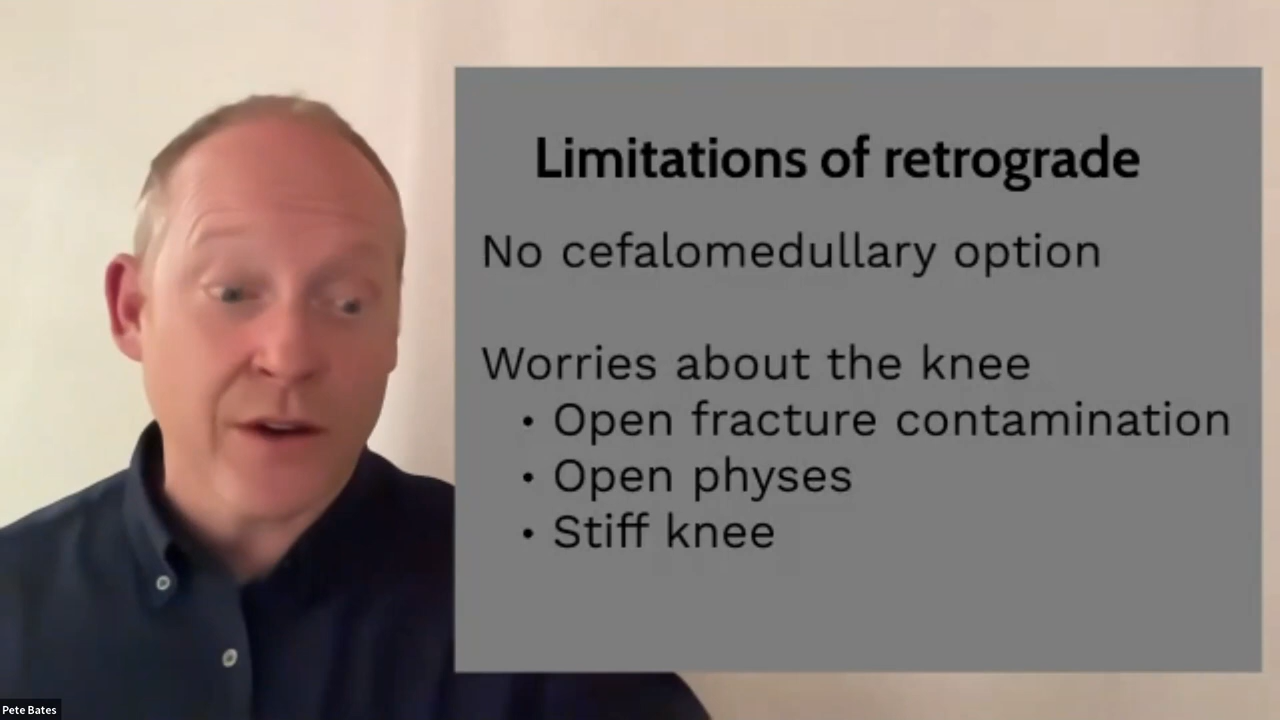 Limitations of retrograde
No cefalomedullary option
Worries about the knee
• Open fracture contamination
• Open physes
• Stiff knee
Pete Bates